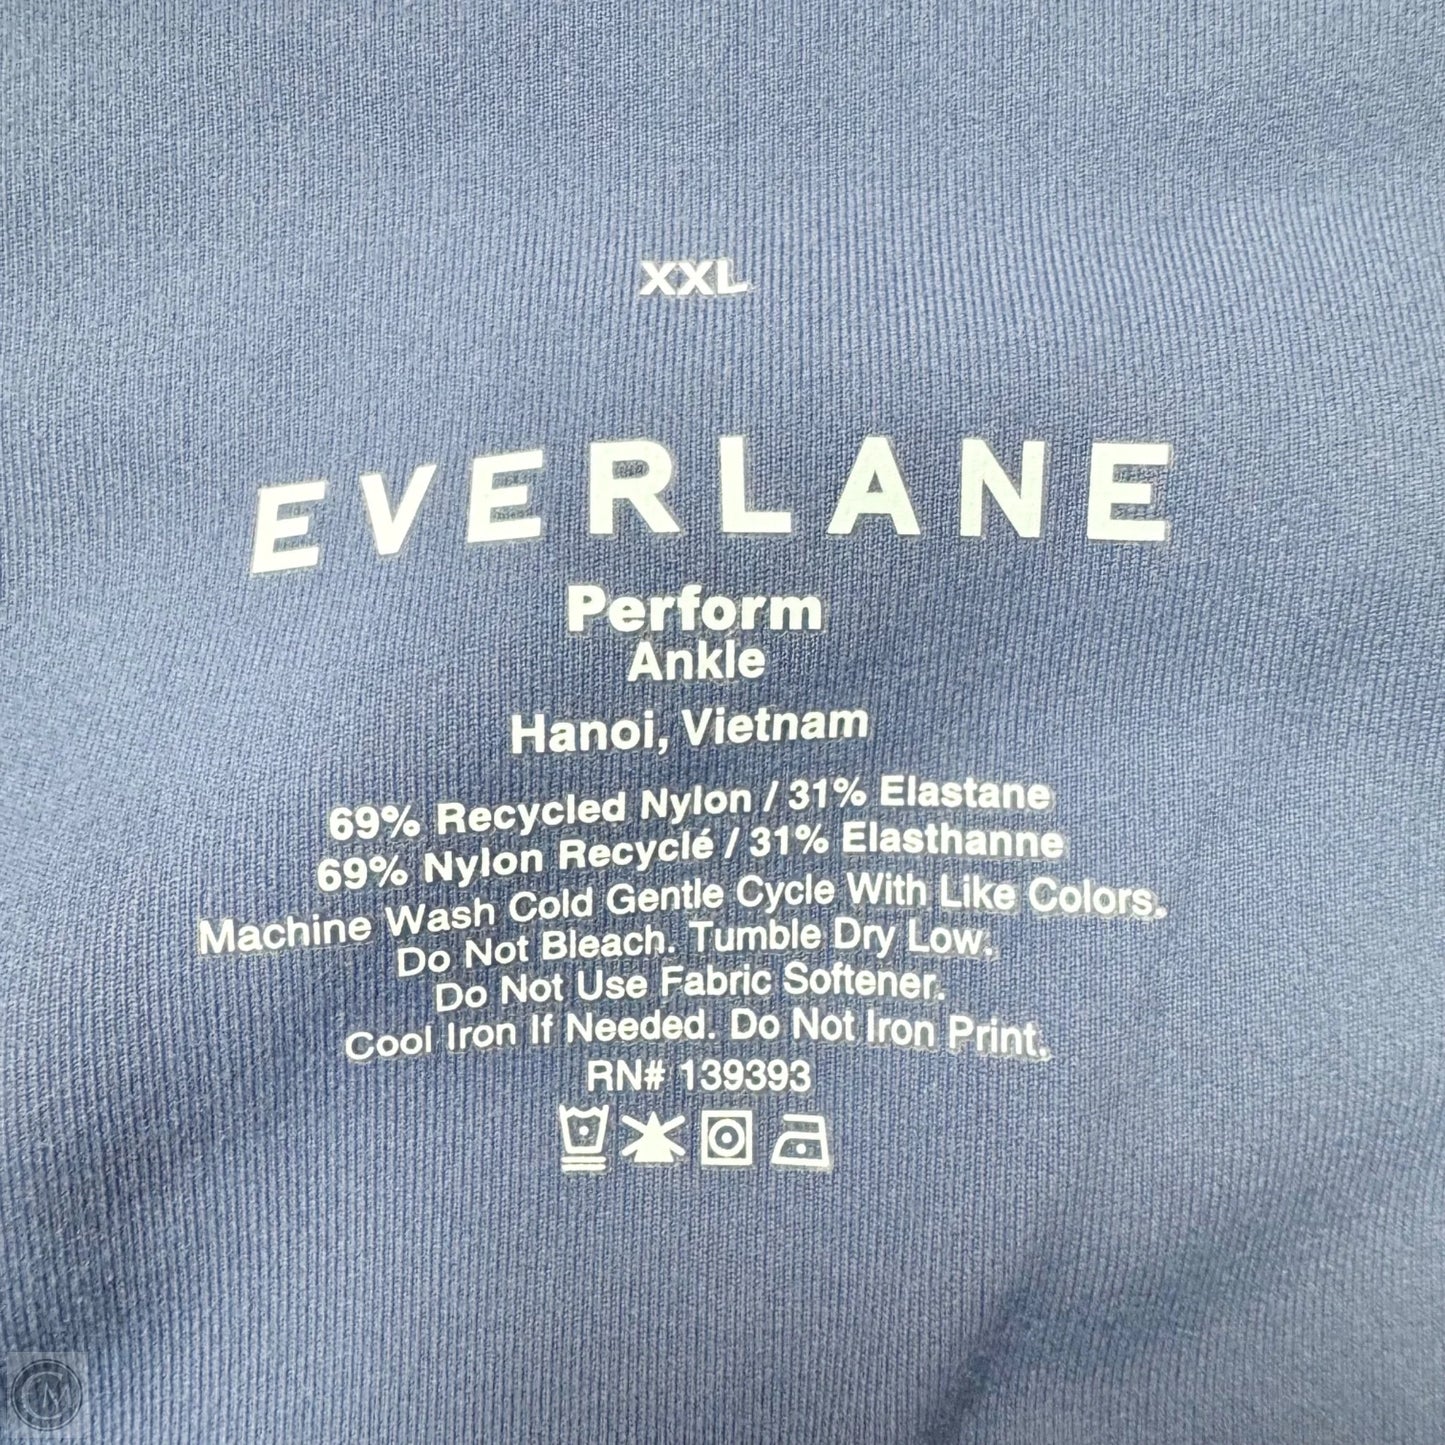 XXL
EVERLANE
Perform
Ankle
Hanoi, Vietnam
69% Recycled Nylon / 31% Elastane
69% Nylon Recyclé / 31% Elasthanne
Machine Wash Cold Gentle Cycle With Like Colors.
Do Not Bleach. Tumble Dry Low.
Do Not Use Fabric Softener.
Cool Iron If Needed. Do Not Iron Print.
RN# 139393